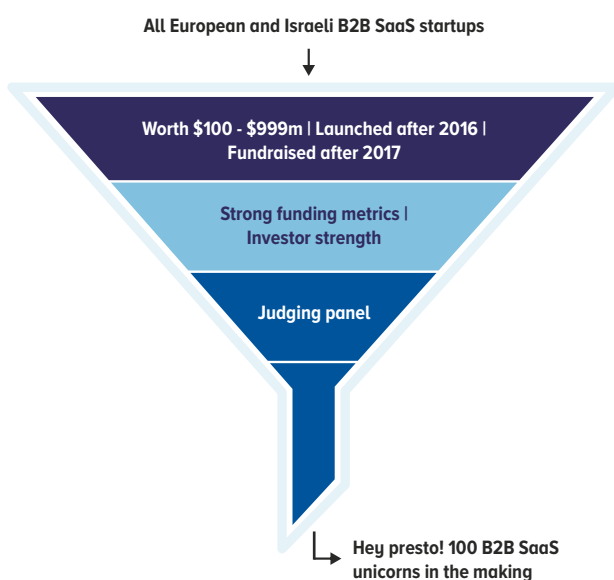 All European and Israeli B2B SaaS startups
Worth $100 - $999m | Launched after 2016 |
Fundraised after 2017
Strong funding metrics |
Investor strength
Judging panel
Hey presto! 100 B2B SaaS
unicorns in the making